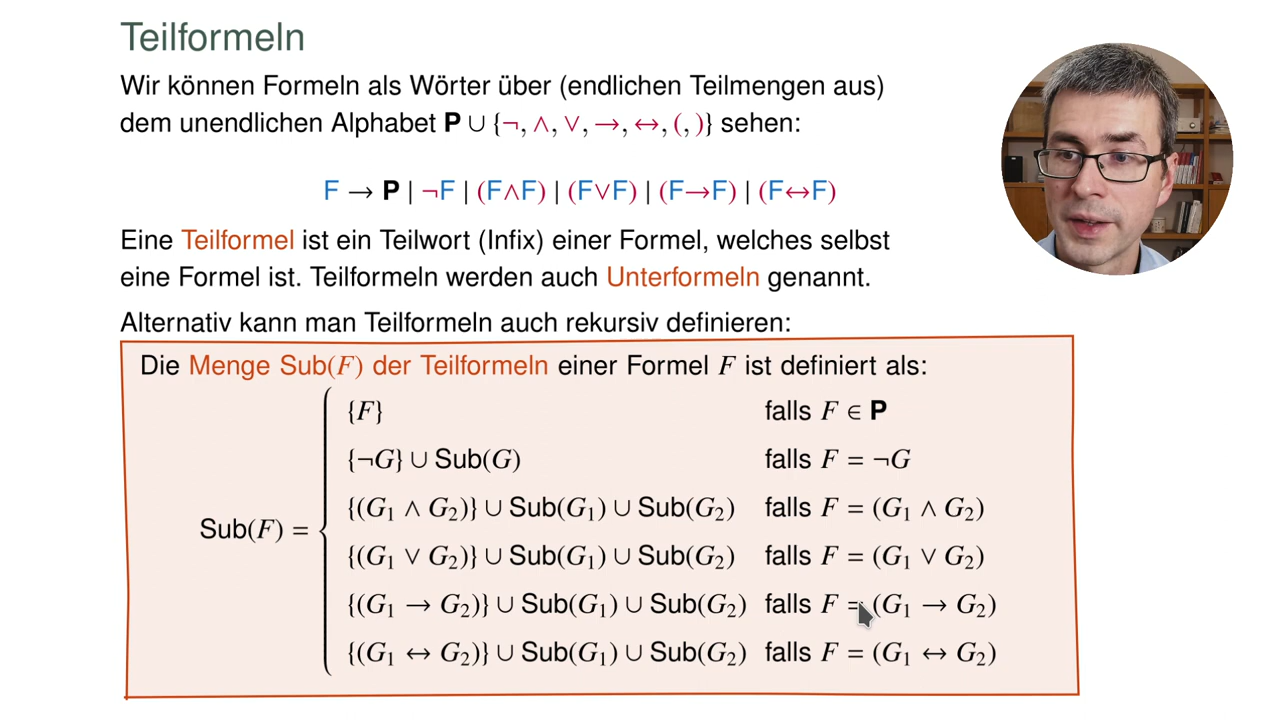 Teilformeln
Wir können Formeln als Wörter über (endlichen Teilmengen aus)
dem unendlichen Alphabet P ∪ {¬, ∧, ∨, →, ↔, (, )} sehen:
F → P | ¬F | (F∧F) | (F∨F) | (F→F) | (F↔F)
Eine Teilformel ist ein Teilwort (Infix) einer Formel, welches selbst
eine Formel ist. Teilformeln werden auch Unterformeln genannt.
Alternativ kann man Teilformeln auch rekursiv definieren:
Die Menge Sub(F) der Teilformeln einer Formel F ist definiert als:
{F} falls F ∈ P
{¬G} ∪ Sub(G) falls F = ¬G
{(G₁ ∧ G₂)} ∪ Sub(G₁) ∪ Sub(G₂) falls F = (G₁ ∧ G₂)
Sub(F) =
{(G₁ ∨ G₂)} ∪ Sub(G₁) ∪ Sub(G₂) falls F = (G₁ ∨ G₂)
{(G₁ → G₂)} ∪ Sub(G₁) ∪ Sub(G₂) falls F = (G₁ → G₂)
{(G₁ ↔ G₂)} ∪ Sub(G₁) ∪ Sub(G₂) falls F = (G₁ ↔ G₂)